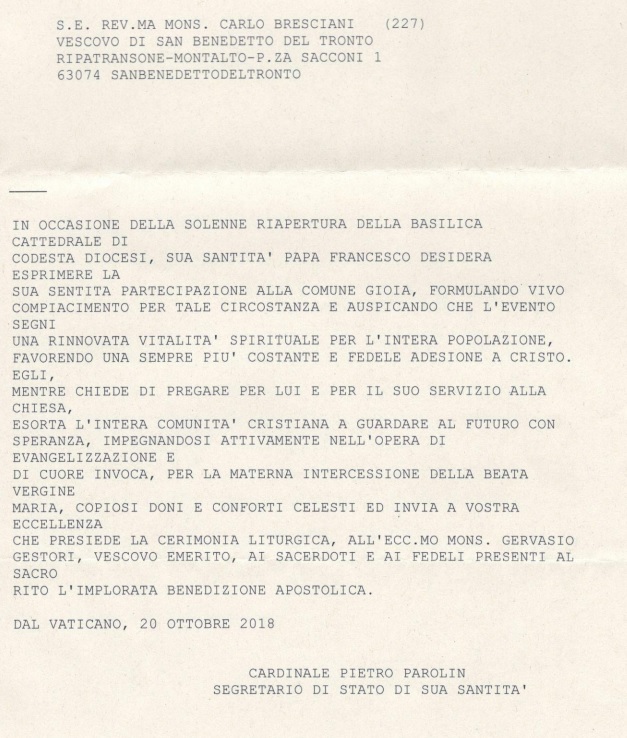 S.E. REV.MA MONS. CARLO BRESCIANI (227)
VESCOVO DI SAN BENEDETTO DEL TRONTO
RIPATRANSONE-MONTALTO-P.ZA SACCONI 1
63074 SANBENEDETTODELTRONTO
IN OCCASIONE DELLA SOLENNE RIAPERTURA DELLA BASILICA
CATTEDRALE DI
CODESTA DIOCESI, SUA SANTITA' PAPA FRANCESCO DESIDERA
ESPRIMERE LA
SUA SENTITA PARTECIPAZIONE ALLA COMUNE GIOIA, FORMULANDO VIVO
COMPIACIMENTO PER TALE CIRCOSTANZA E AUSPICANDO CHE L'EVENTO
SEGNI
UNA RINNOVATA VITALITA' SPIRITUALE PER L'INTERA POPOLAZIONE,
FAVORENDO UNA SEMPRE PIU' COSTANTE E FEDELE ADESIONE A CRISTO.
EGLI,
MENTRE CHIEDE DI PREGARE PER LUI E PER IL SUO SERVIZIO ALLA
CHIESA,
ESORTA L'INTERA COMUNITA' CRISTIANA A GUARDARE AL FUTURO CON
SPERANZA, IMPEGNANDOSI ATTIVAMENTE NELL'OPERA DI
EVANGELIZZAZIONE E
DI CUORE INVOCA, PER LA MATERNA INTERCESSIONE DELLA BEATA
VERGINE
MARIA, COPIOSI DONI E CONFORTI CELESTI ED INVIA A VOSTRA
ECCELLENZA
CHE PRESIEDE LA CERIMONIA LITURGICA, ALL'ECC.MO MONS. GERVASIO
GESTORI, VESCOVO EMERITO, AI SACERDOTI E AI FEDELI PRESENTI AL
SACRO
RITO L'IMPLORATA BENEDIZIONE APOSTOLICA.
DAL VATICANO, 20 OTTOBRE 2018
CARDINALE PIETRO PAROLIN
SEGRETARIO DI STATO DI SUA SANTITA'